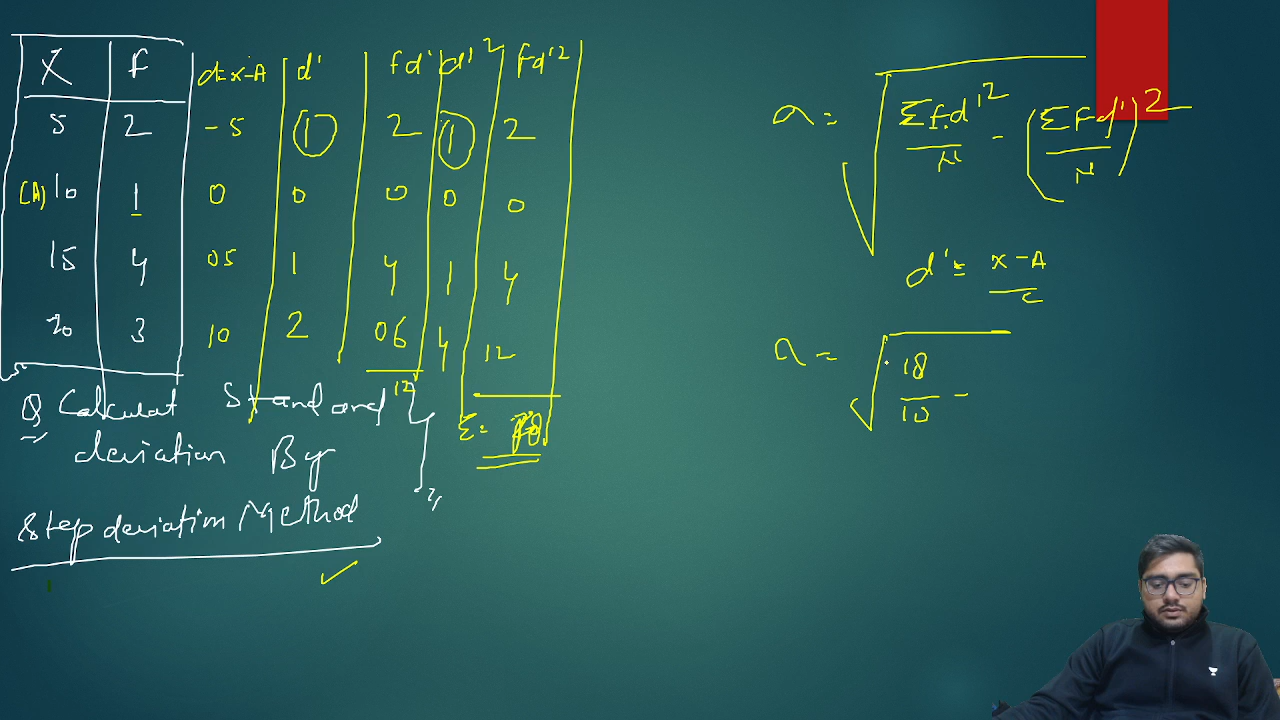 X f d=x-A d' fd' d'2 Fd'2
5 2 -5 1 2 1 2
(A) 10 1 0 0 0 0 0
15 4 05 1 4 1 4
20 3 10 2 06 4 12
12
Σ=
Q Calculat Standard
deviation By
Step deviation Method
σ = √ Σfd'2/N - (ΣFd'/N)2
d' = x-A/c
σ = √ 18/10 -